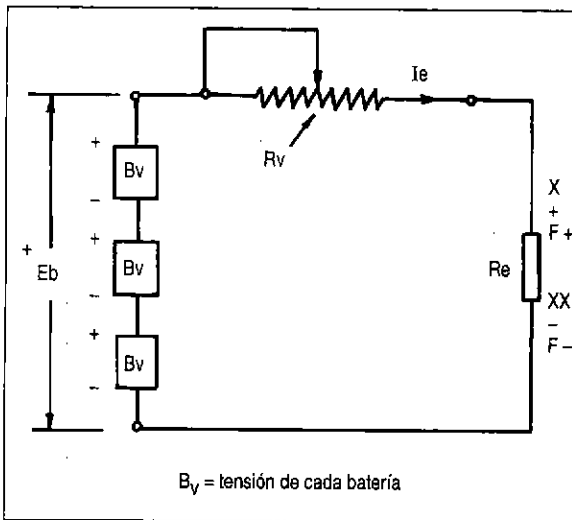 Ie
Rv
+
Bv
−
+
Bv
−
+
Bv
−
+
Eb
X
+
F +
Re
XX
−
F −
Bv = tensión de cada batería